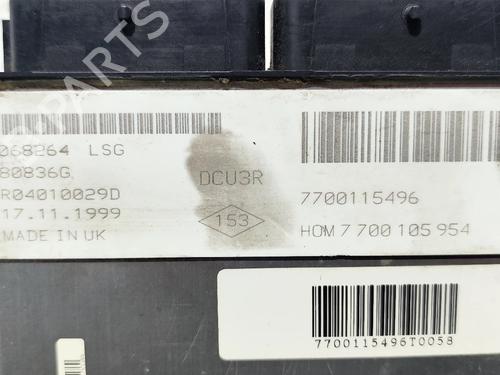 068264 LSG
80836G
R04010029D
17.11.1999
MADE IN UK
DCU3R
153
7700115496
HOM 7 700 105 954
7700115496T0058